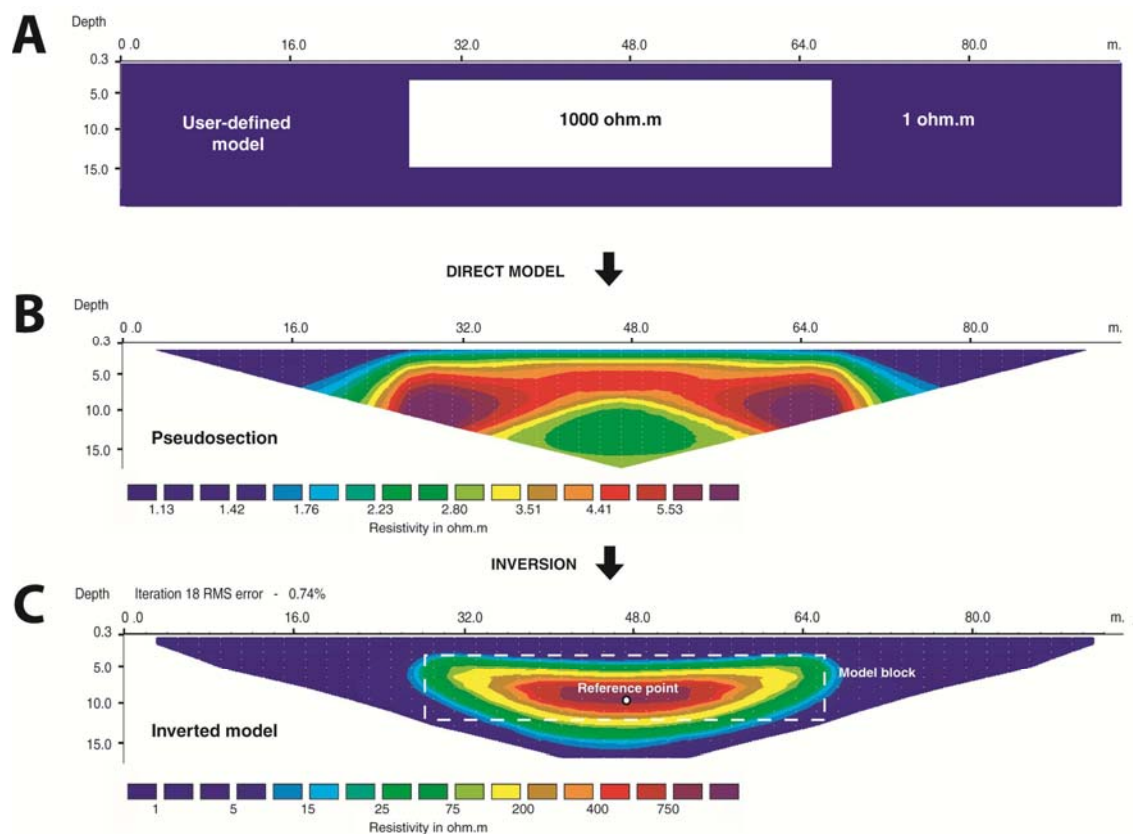 A
Depth
0 .0 16.0 32.0 48.0 64.0 80.0 m.
0.3
5.0
10.0
15.0
User-defined
model
1000 ohm.m
1 ohm.m
DIRECT MODEL
B
Depth
0 .0 16.0 32.0 48.0 64.0 80.0 m.
0.3
5.0
10.0
15.0
Pseudosection
1.13 1.42 1.76 2.23 2.80 3.51 4.41 5.53
Resistivity in ohm.m
INVERSION
C
Depth Iteration 18 RMS error - 0.74%
0 .0 16.0 32.0 48.0 64.0 80.0 m.
0.3
5.0
10.0
15.0
Model block
Reference point
Inverted model
1 5 15 25 75 200 400 750
Resistivity in ohm.m